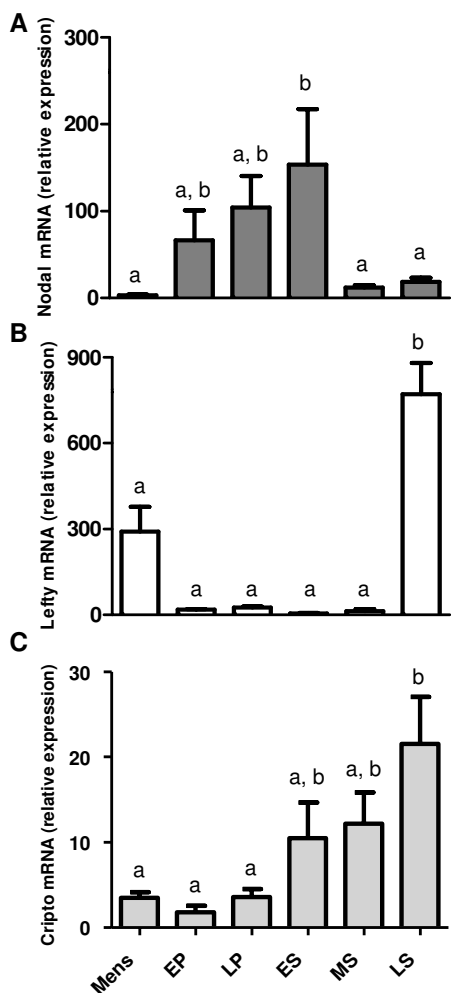 A
Nodal mRNA (relative expression)
300
200
100
0
a
a, b
a, b
b
a
a
B
Lefty mRNA (relative expression)
900
600
300
0
a
a
a
a
a
b
C
Cripto mRNA (relative expression)
30
20
10
0
a
a
a
a, b
a, b
b
Mens
EP
LP
ES
MS
LS